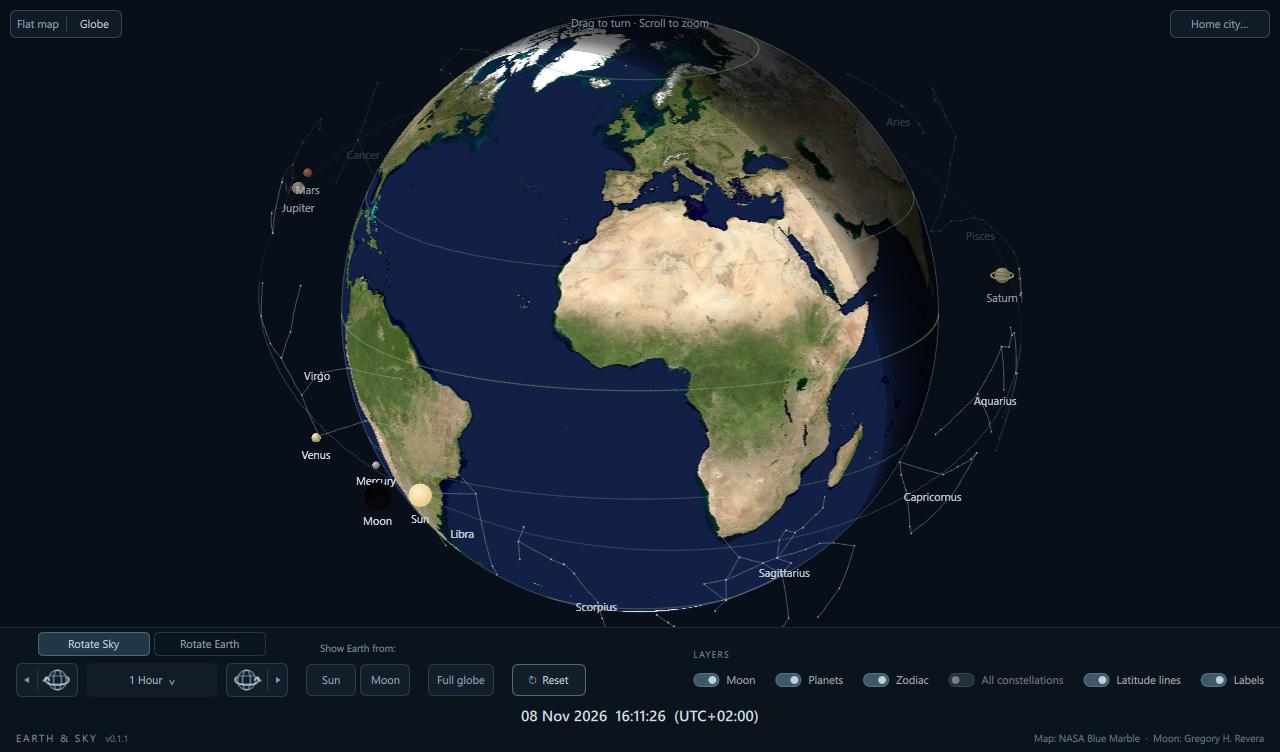 Flat map
Globe
Drag to turn · Scroll to zoom
Home city...
Aries
Cancer
Mars
Jupiter
Pisces
Saturn
Virgo
Aquarius
Venus
Mercury
Capricornus
Moon
Sun
Libra
Sagittarius
Scorpius
Rotate Sky
Rotate Earth
Show Earth from:
LAYERS
1 Hour
Sun
Moon
Full globe
Reset
Moon
Planets
Zodiac
All constellations
Latitude lines
Labels
08 Nov 2026 16:11:26 (UTC+02:00)
EARTH & SKY v0.1.1
Map: NASA Blue Marble · Moon: Gregory H. Revera